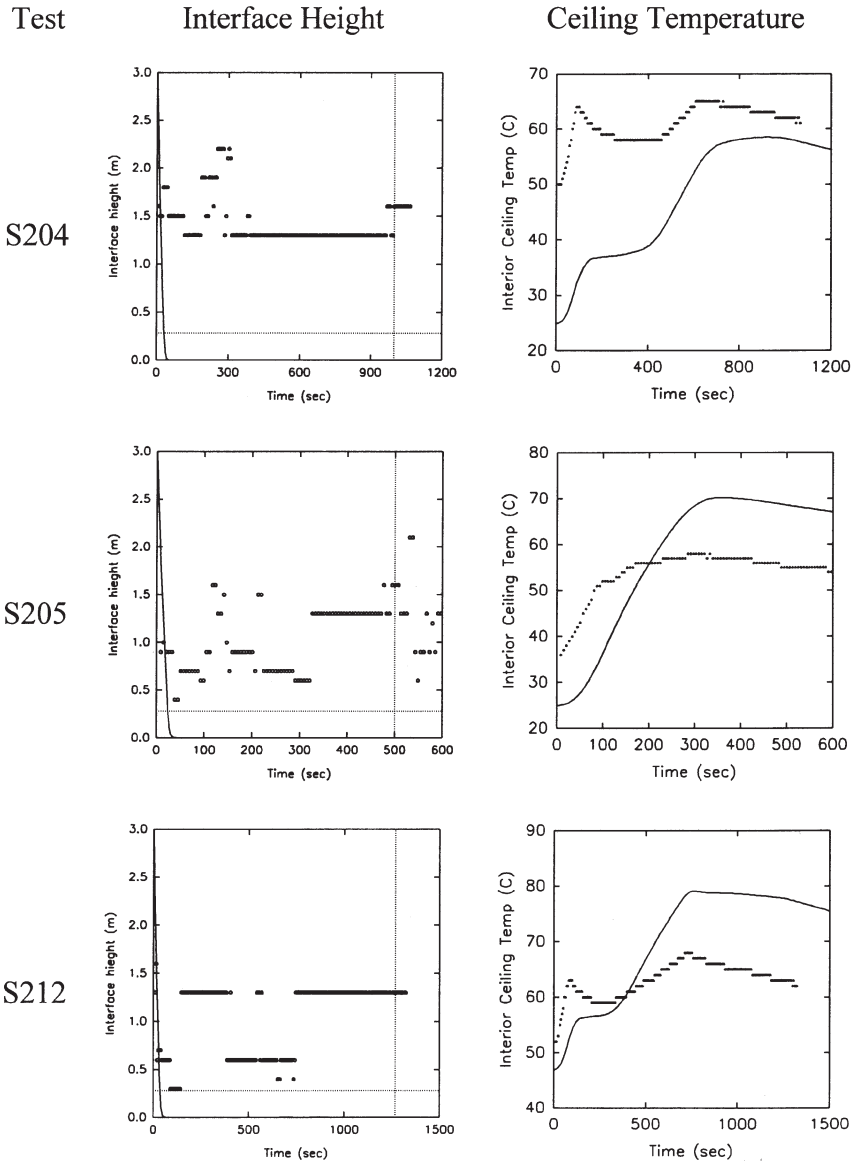 Test Interface Height Ceiling Temperature
S204
3.0
2.5
2.0
1.5
1.0
0.5
0.0
Interface hieght (m)
0 300 600 900 1200
Time (sec)
70
60
50
40
30
20
Interior Ceiling Temp (C)
0 400 800 1200
Time (sec)
S205
3.0
2.5
2.0
1.5
1.0
0.5
0.0
Interface hieght (m)
0 100 200 300 400 500 600
Time (sec)
80
70
60
50
40
30
20
Interior Ceiling Temp (C)
0 100 200 300 400 500 600
Time (sec)
S212
3.0
2.5
2.0
1.5
1.0
0.5
0.0
Interface hieght (m)
0 500 1000 1500
Time (sec)
90
80
70
60
50
40
Interior Ceiling Temp (C)
0 500 1000 1500
Time (sec)